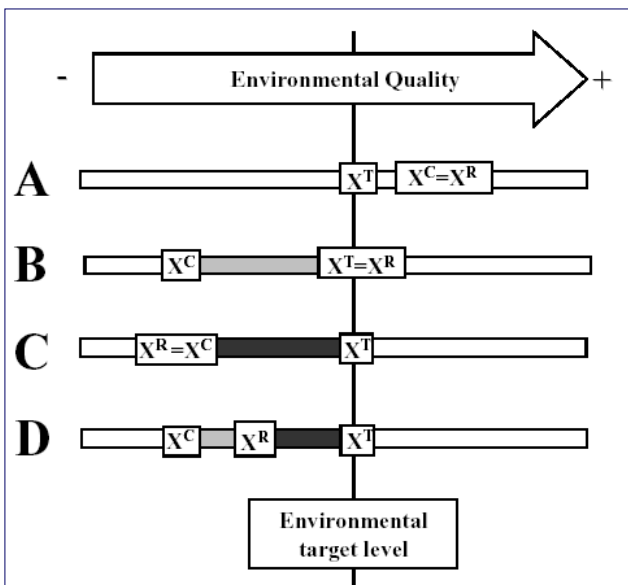 - Environmental Quality +
A X^T X^C=X^R
B X^C X^T=X^R
C X^R=X^C X^T
D X^C X^R X^T
Environmental
target level